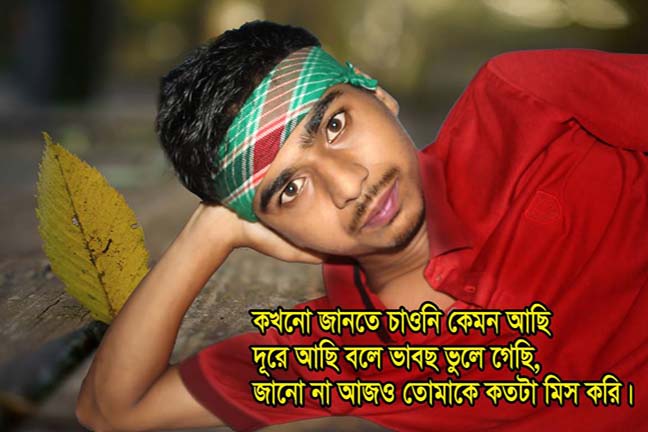 কখনো জানতে চাওনি কেমন আছি
দূরে আছি বলে ভাবছ ভুলে গেছি,
জানো না আজও তোমাকে কতটা মিস করি।